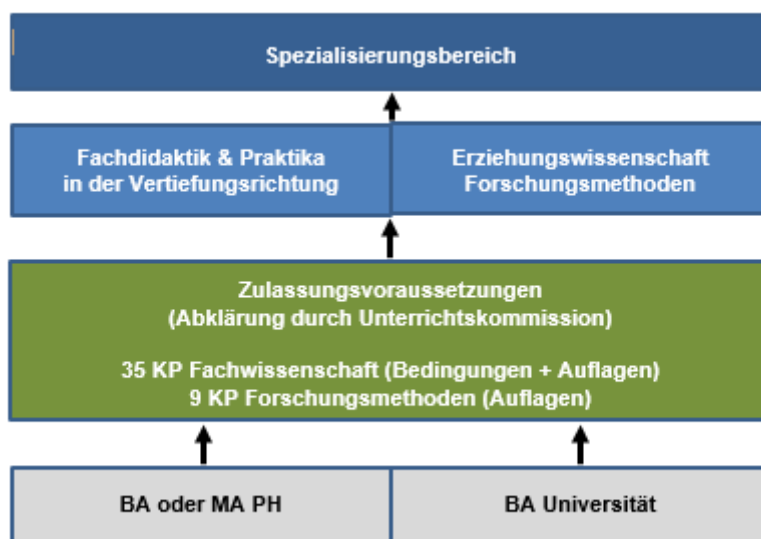 Spezialisierungsbereich
Fachdidaktik & Praktika
in der Vertiefungsrichtung
Erziehungswissenschaft
Forschungsmethoden
Zulassungsvoraussetzungen
(Abklärung durch Unterrichtskommission)
35 KP Fachwissenschaft (Bedingungen + Auflagen)
9 KP Forschungsmethoden (Auflagen)
BA oder MA PH
BA Universität